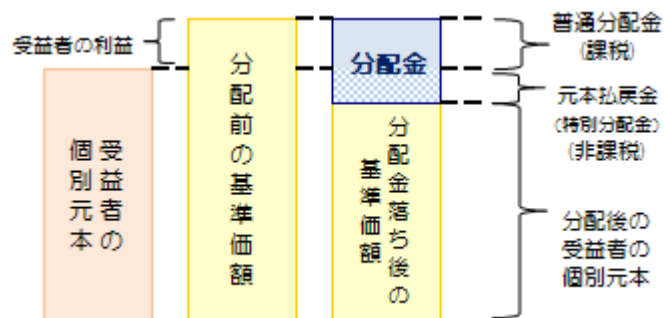 受益者の利益
受益者の
個別元本
分配前の基準価額
分配金
分配金落ち後の
基準価額
普通分配金
(課税)
元本払戻金
(特別分配金)
(非課税)
分配後の
受益者の
個別元本